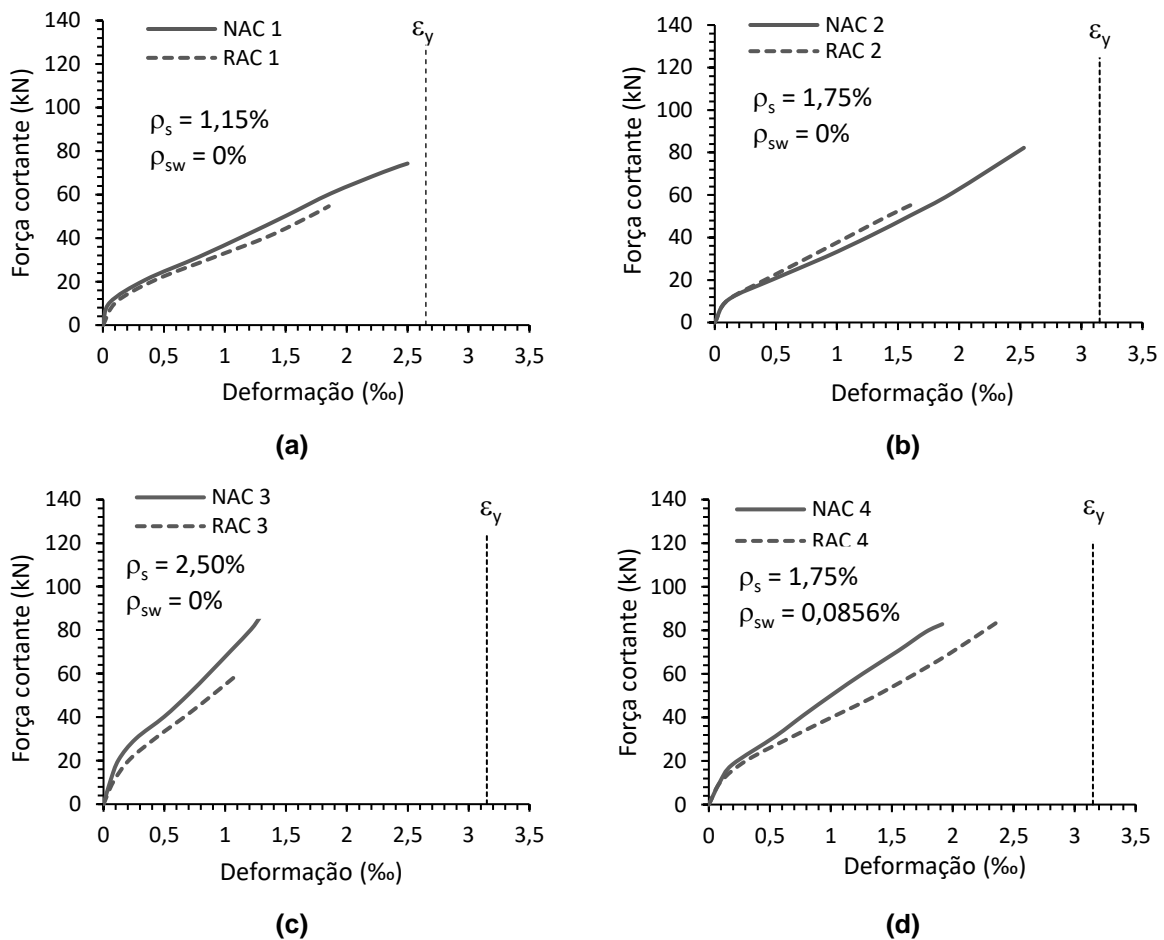 140
120
100
80
60
40
20
0
Força cortante (kN)
NAC 1
RAC 1
ρs = 1,15%
ρsw = 0%
εy
0 0,5 1 1,5 2 2,5 3 3,5
Deformação (‰)
(a)
140
120
100
80
60
40
20
0
Força cortante (kN)
NAC 2
RAC 2
ρs = 1,75%
ρsw = 0%
εy
0 0,5 1 1,5 2 2,5 3 3,5
Deformação (‰)
(b)
140
120
100
80
60
40
20
0
Força cortante (kN)
NAC 3
RAC 3
ρs = 2,50%
ρsw = 0%
εy
0 0,5 1 1,5 2 2,5 3 3,5
Deformação (‰)
(c)
140
120
100
80
60
40
20
0
Força cortante (kN)
NAC 4
RAC 4
ρs = 1,75%
ρsw = 0,0856%
εy
0 0,5 1 1,5 2 2,5 3 3,5
Deformação (‰)
(d)